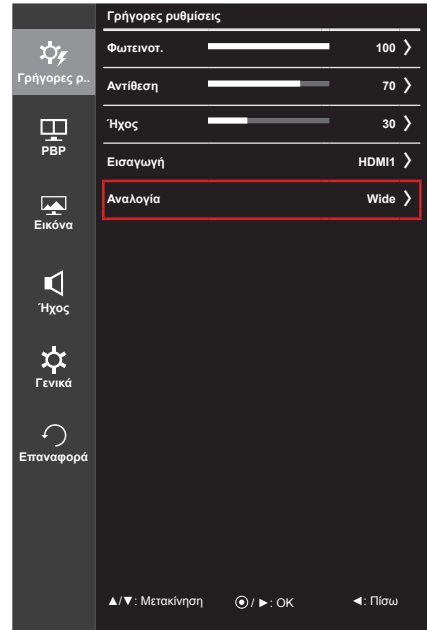 Γρήγορες ρυθμίσεις
Γρήγορες ρ..
PBP
Εικόνα
Ήχος
Γενικά
Επαναφορά
Φωτεινοτ. 100 〉
Αντίθεση 70 〉
Ήχος 30 〉
Εισαγωγή HDMI1 〉
Αναλογία Wide 〉
▲/▼: Μετακίνηση ⦿ / ►: OK ◄: Πίσω